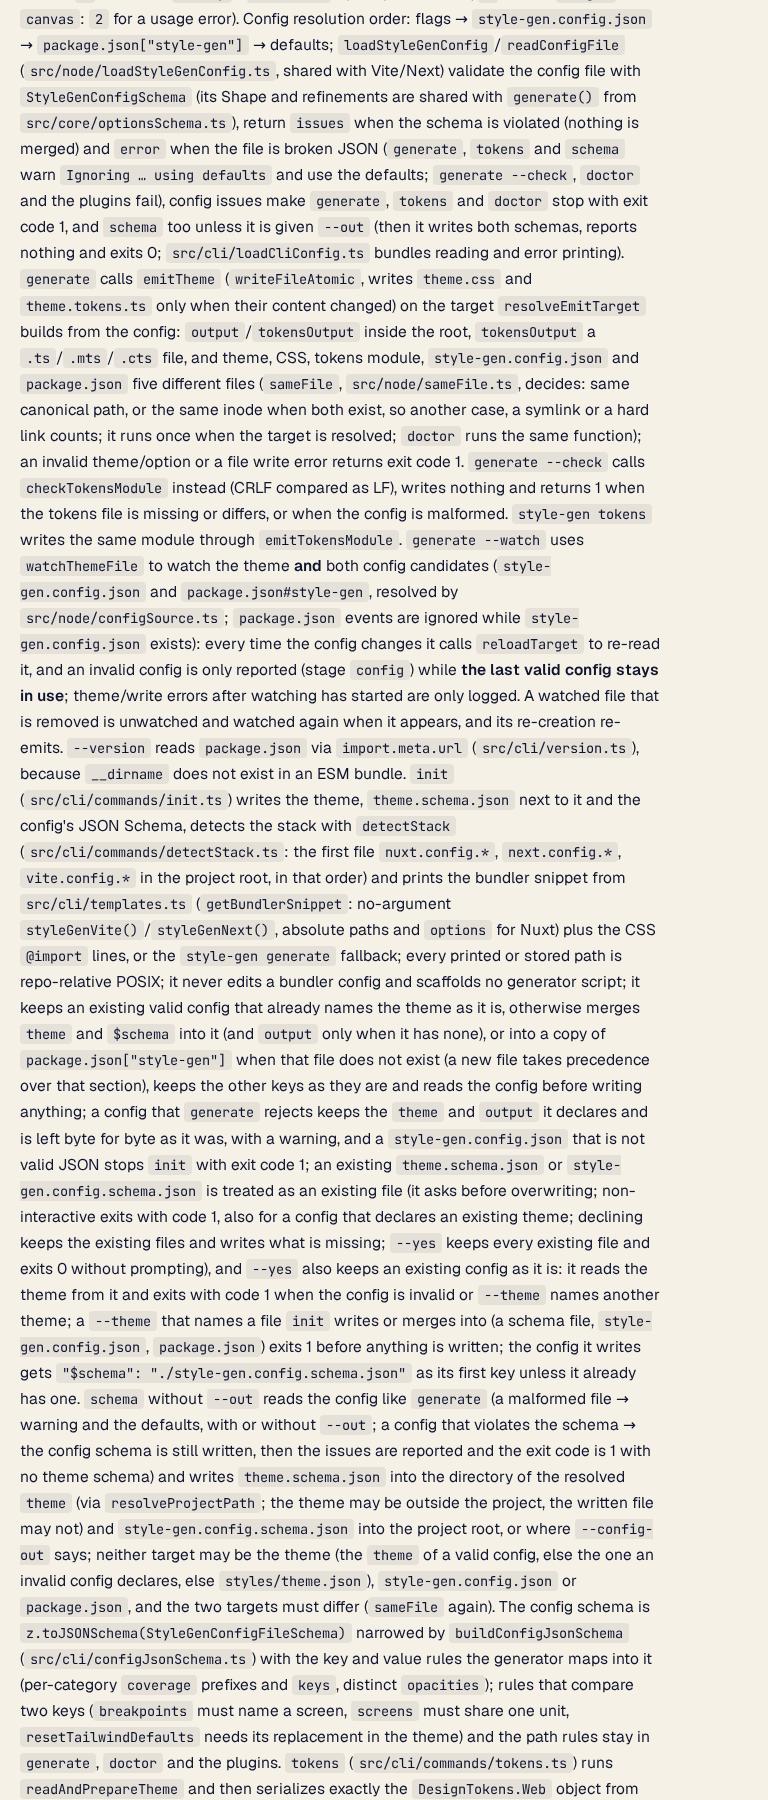 canvas: 2 for a usage error). Config resolution order: flags → style-gen.config.json
→ package.json["style-gen"] → defaults; loadStyleGenConfig/readConfigFile
(src/node/loadStyleGenConfig.ts, shared with Vite/Next) validate the config file with
StyleGenConfigSchema (its Shape and refinements are shared with generate() from
src/core/optionsSchema.ts), return issues when the schema is violated (nothing is
merged) and error when the file is broken JSON (generate, tokens and schema
warn Ignoring … using defaults and use the defaults; generate --check, doctor
and the plugins fail), config issues make generate, tokens and doctor stop with exit
code 1, and schema too unless it is given --out (then it writes both schemas, reports
nothing and exits 0; src/cli/loadCliConfig.ts bundles reading and error printing).
generate calls emitTheme (writeFileAtomic, writes theme.css and
theme.tokens.ts only when their content changed) on the target resolveEmitTarget
builds from the config: output/tokensOutput inside the root, tokensOutput a
.ts/.mts/.cts file, and theme, CSS, tokens module, style-gen.config.json and
package.json five different files (sameFile, src/node/sameFile.ts, decides: same
canonical path, or the same inode when both exist, so another case, a symlink or a hard
link counts; it runs once when the target is resolved; doctor runs the same function);
an invalid theme/option or a file write error returns exit code 1. generate --check calls
checkTokensModule instead (CRLF compared as LF), writes nothing and returns 1 when
the tokens file is missing or differs, or when the config is malformed. style-gen tokens
writes the same module through emitTokensModule. generate --watch uses
watchThemeFile to watch the theme and both config candidates (style-
gen.config.json and package.json#style-gen, resolved by
src/node/configSource.ts; package.json events are ignored while style-
gen.config.json exists): every time the config changes it calls reloadTarget to re-read
it, and an invalid config is only reported (stage config) while the last valid config stays
in use; theme/write errors after watching has started are only logged. A watched file that
is removed is unwatched and watched again when it appears, and its re-creation re-
emits. --version reads package.json via import.meta.url (src/cli/version.ts),
because __dirname does not exist in an ESM bundle. init
(src/cli/commands/init.ts) writes the theme, theme.schema.json next to it and the
config's JSON Schema, detects the stack with detectStack
(src/cli/commands/detectStack.ts: the first file nuxt.config.*, next.config.*,
vite.config.* in the project root, in that order) and prints the bundler snippet from
src/cli/templates.ts (getBundlerSnippet: no-argument
styleGenVite()/styleGenNext(), absolute paths and options for Nuxt) plus the CSS
@import lines, or the style-gen generate fallback; every printed or stored path is
repo-relative POSIX; it never edits a bundler config and scaffolds no generator script; it
keeps an existing valid config that already names the theme as it is, otherwise merges
theme and $schema into it (and output only when it has none), or into a copy of
package.json["style-gen"] when that file does not exist (a new file takes precedence
over that section), keeps the other keys as they are and reads the config before writing
anything; a config that generate rejects keeps the theme and output it declares and
is left byte for byte as it was, with a warning, and a style-gen.config.json that is not
valid JSON stops init with exit code 1; an existing theme.schema.json or style-
gen.config.schema.json is treated as an existing file (it asks before overwriting; non-
interactive exits with code 1, also for a config that declares an existing theme; declining
keeps the existing files and writes what is missing; --yes keeps every existing file and
exits 0 without prompting), and --yes also keeps an existing config as it is: it reads the
theme from it and exits with code 1 when the config is invalid or --theme names another
theme; a --theme that names a file init writes or merges into (a schema file, style-
gen.config.json, package.json) exits 1 before anything is written; the config it writes
gets "$schema": "./style-gen.config.schema.json" as its first key unless it already
has one. schema without --out reads the config like generate (a malformed file →
warning and the defaults, with or without --out; a config that violates the schema →
the config schema is still written, then the issues are reported and the exit code is 1 with
no theme schema) and writes theme.schema.json into the directory of the resolved
theme (via resolveProjectPath; the theme may be outside the project, the written file
may not) and style-gen.config.schema.json into the project root, or where --config-
out says; neither target may be the theme (the theme of a valid config, else the one an
invalid config declares, else styles/theme.json), style-gen.config.json or
package.json, and the two targets must differ (sameFile again). The config schema is
z.toJSONSchema(StyleGenConfigFileSchema) narrowed by buildConfigJsonSchema
(src/cli/configJsonSchema.ts) with the key and value rules the generator maps into it
(per-category coverage prefixes and keys, distinct opacities); rules that compare
two keys (breakpoints must name a screen, screens must share one unit,
resetTailwindDefaults needs its replacement in the theme) and the path rules stay in
generate, doctor and the plugins. tokens (src/cli/commands/tokens.ts) runs
readAndPrepareTheme and then serializes exactly the DesignTokens.Web object from